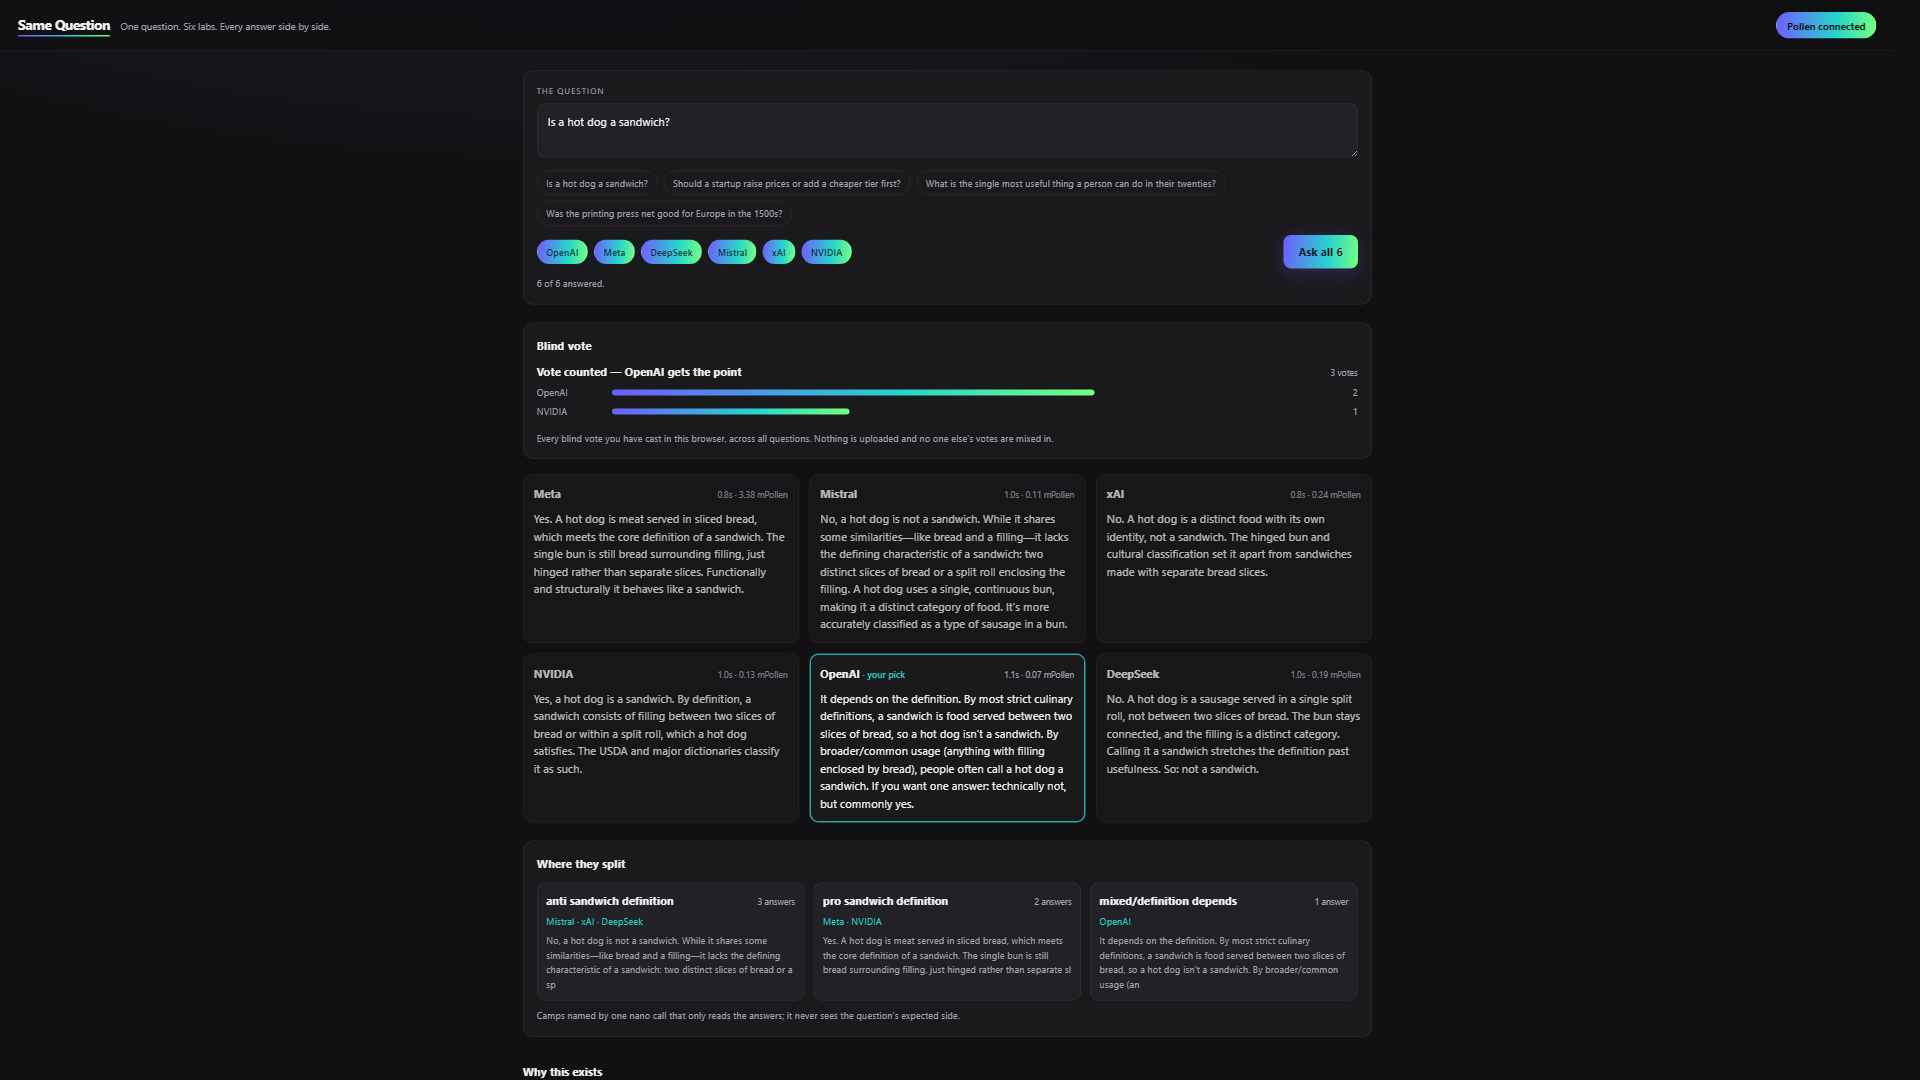 Same Question
One question. Six labs. Every answer side by side.
Pollen connected
THE QUESTION
Is a hot dog a sandwich?
Is a hot dog a sandwich?
Should a startup raise prices or add a cheaper tier first?
What is the single most useful thing a person can do in their twenties?
Was the printing press net good for Europe in the 1500s?
OpenAI
Meta
DeepSeek
Mistral
xAI
NVIDIA
Ask all 6
6 of 6 answered.
Blind vote
Vote counted — OpenAI gets the point
3 votes
OpenAI
2
NVIDIA
1
Every blind vote you have cast in this browser, across all questions. Nothing is uploaded and no one else's votes are mixed in.
Meta
0.8s · 3.38 mPollen
Yes. A hot dog is meat served in sliced bread,
which meets the core definition of a sandwich. The
single bun is still bread surrounding filling, just
hinged rather than separate slices. Functionally
and structurally it behaves like a sandwich.
Mistral
1.0s · 0.11 mPollen
No, a hot dog is not a sandwich. While it shares
some similarities—like bread and a filling—it lacks
the defining characteristic of a sandwich: two
distinct slices of bread or a split roll enclosing the
filling. A hot dog uses a single, continuous bun,
making it a distinct category of food. It's more
accurately classified as a type of sausage in a bun.
xAI
0.8s · 0.24 mPollen
No. A hot dog is a distinct food with its own
identity, not a sandwich. The hinged bun and
cultural classification set it apart from sandwiches
made with separate bread slices.
NVIDIA
1.0s · 0.13 mPollen
Yes, a hot dog is a sandwich. By definition, a
sandwich consists of filling between two slices of
bread or within a split roll, which a hot dog
satisfies. The USDA and major dictionaries classify
it as such.
OpenAI · your pick
1.1s · 0.07 mPollen
It depends on the definition. By most strict culinary
definitions, a sandwich is food served between two
slices of bread, so a hot dog isn't a sandwich. By
broader/common usage (anything with filling
enclosed by bread), people often call a hot dog a
sandwich. If you want one answer: technically not,
but commonly yes.
DeepSeek
1.0s · 0.19 mPollen
No. A hot dog is a sausage served in a single split
roll, not between two slices of bread. The bun stays
connected, and the filling is a distinct category.
Calling it a sandwich stretches the definition past
usefulness. So: not a sandwich.
Where they split
anti sandwich definition
3 answers
Mistral · xAI · DeepSeek
No, a hot dog is not a sandwich. While it shares some
similarities—like bread and a filling—it lacks the defining
characteristic of a sandwich: two distinct slices of bread or a
sp
pro sandwich definition
2 answers
Meta · NVIDIA
Yes. A hot dog is meat served in sliced bread, which meets
the core definition of a sandwich. The single bun is still
bread surrounding filling, just hinged rather than separate sl
mixed/definition depends
1 answer
OpenAI
It depends on the definition. By most strict culinary
definitions, a sandwich is food served between two slices of
bread, so a hot dog isn't a sandwich. By broader/common
usage (an
Camps named by one nano call that only reads the answers; it never sees the question's expected side.
Why this exists